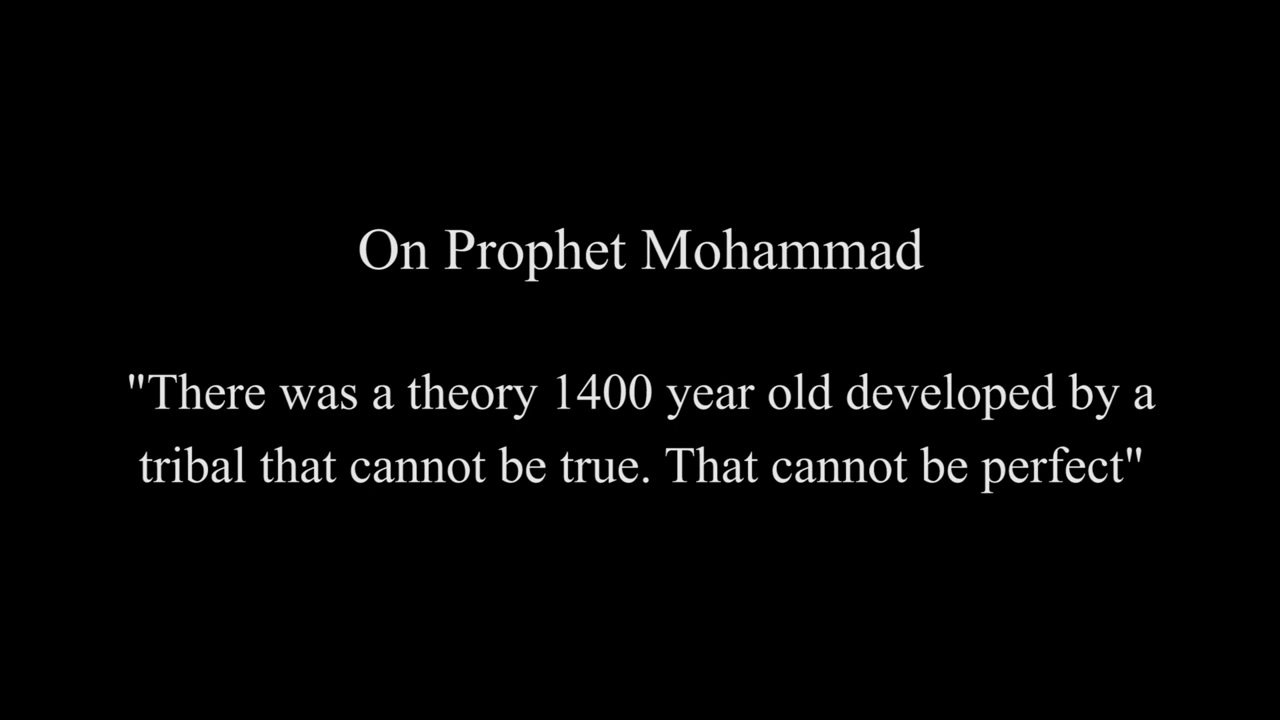 On Prophet Mohammad
"There was a theory 1400 year old developed by a
tribal that cannot be true. That cannot be perfect"